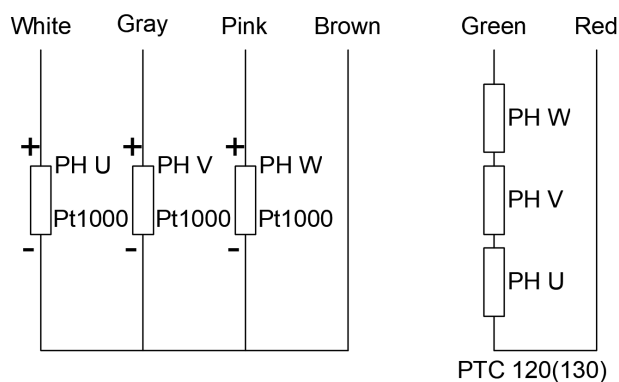 White Gray Pink Brown Green Red
+ + +
PH U PH V PH W
Pt1000 Pt1000 Pt1000
- - -
PH W
PH V
PH U
PTC 120(130)